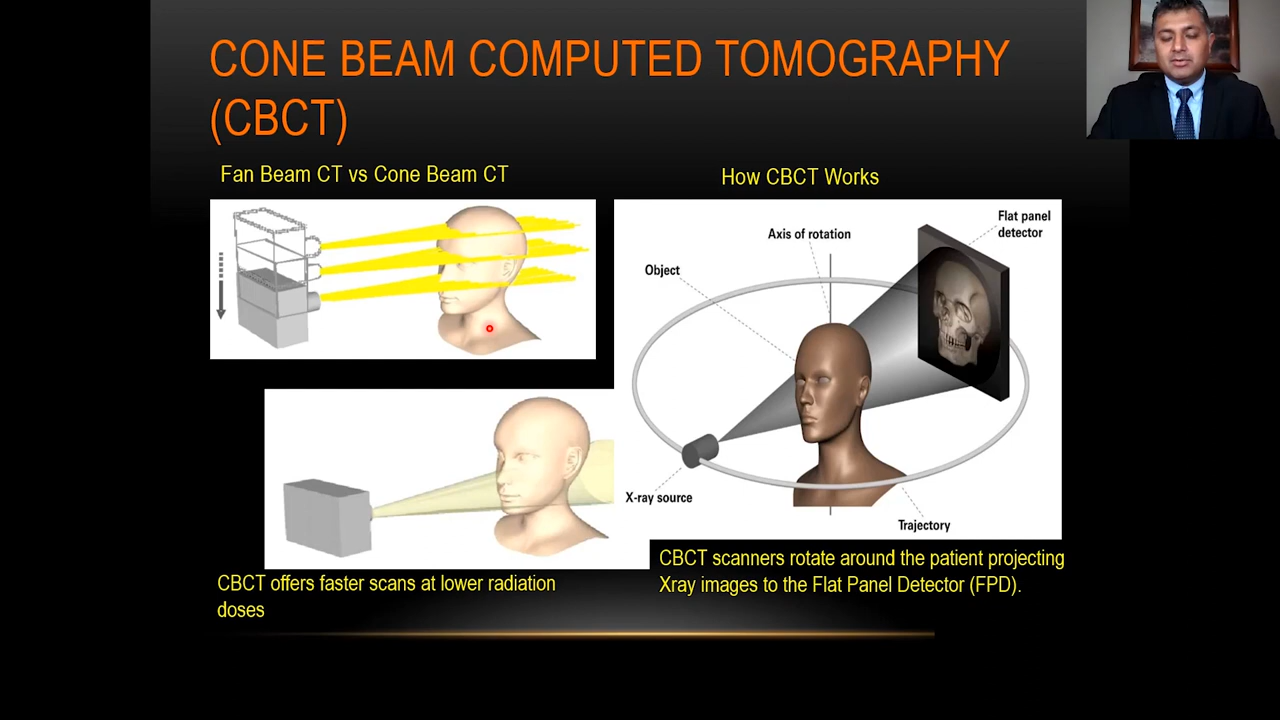 CONE BEAM COMPUTED TOMOGRAPHY
(CBCT)
Fan Beam CT vs Cone Beam CT
How CBCT Works
Flat panel
detector
Axis of rotation
Object
X-ray source
Trajectory
CBCT offers faster scans at lower radiation
doses
CBCT scanners rotate around the patient projecting
Xray images to the Flat Panel Detector (FPD).